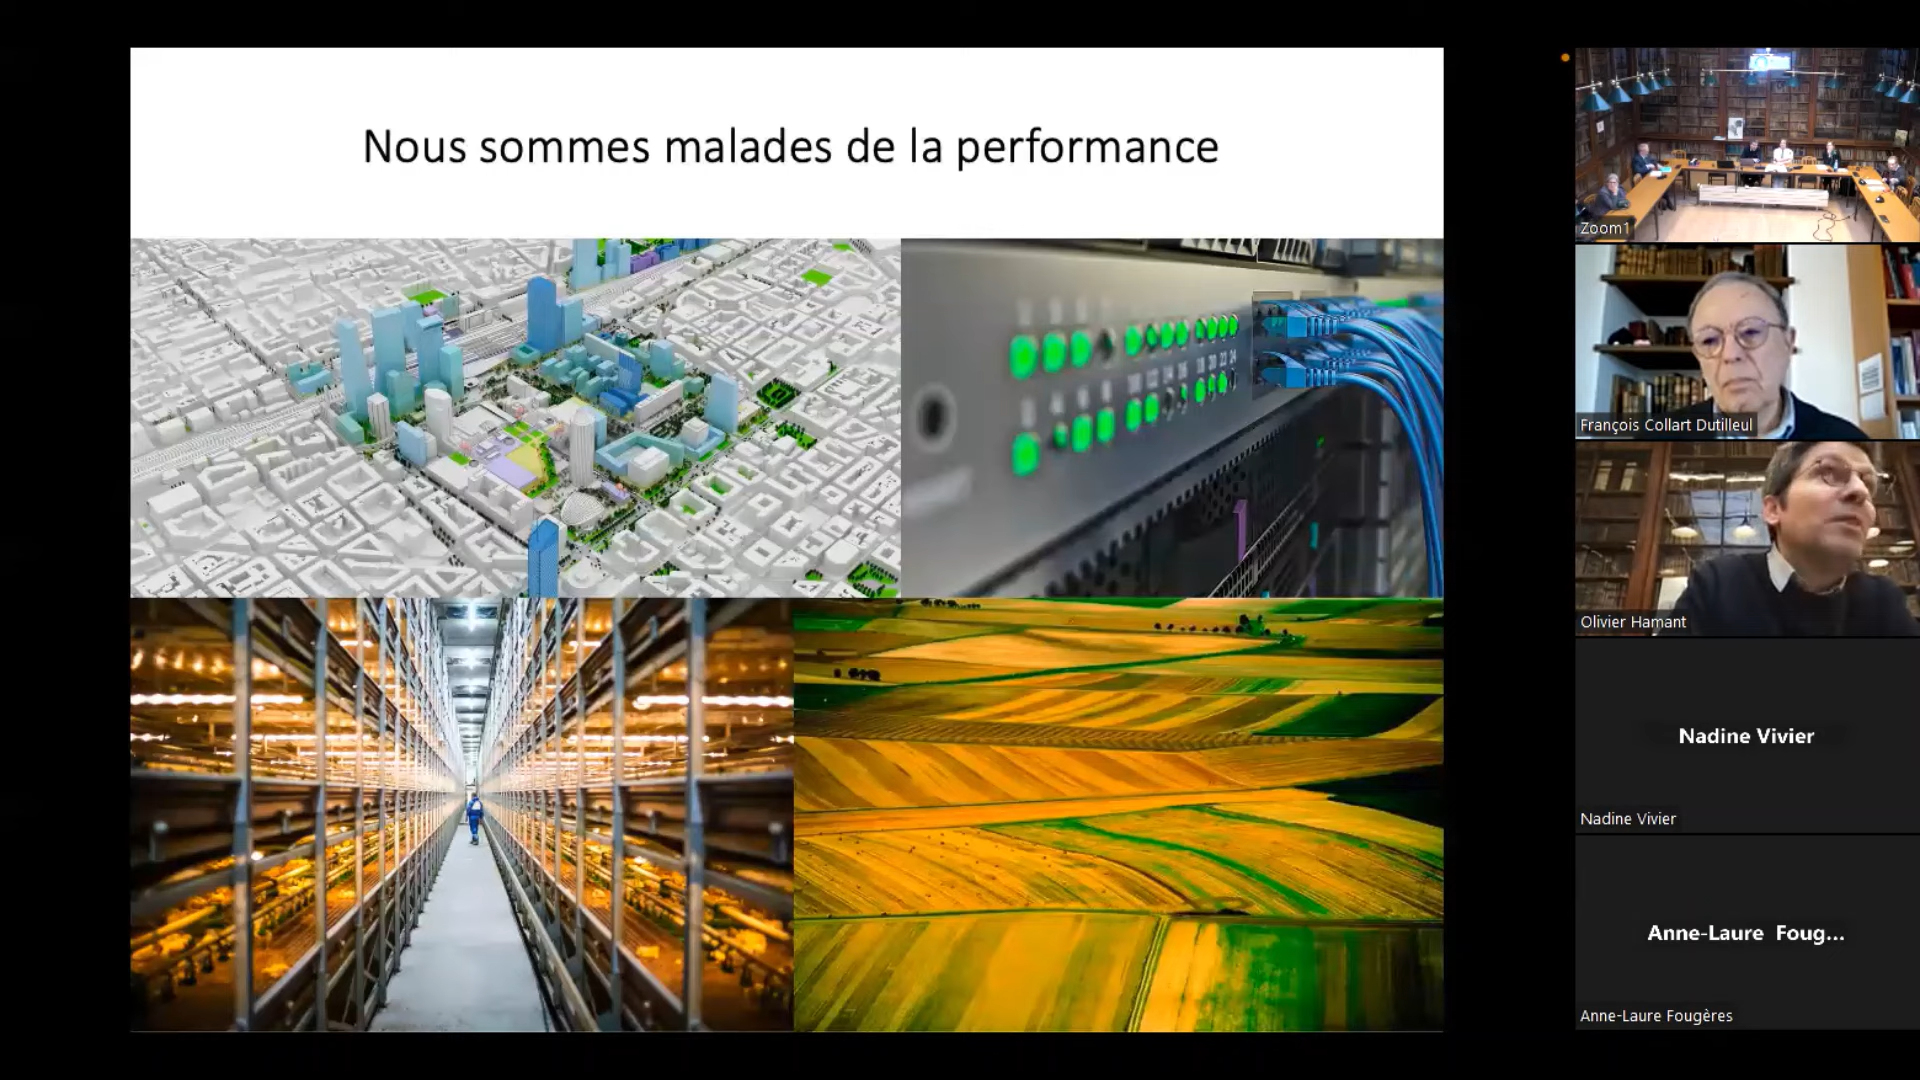 Nous sommes malades de la performance
Zoom1
François Collart Dutilleul
Olivier Hamant
Nadine Vivier
Nadine Vivier
Anne-Laure Foug...
Anne-Laure Fougères